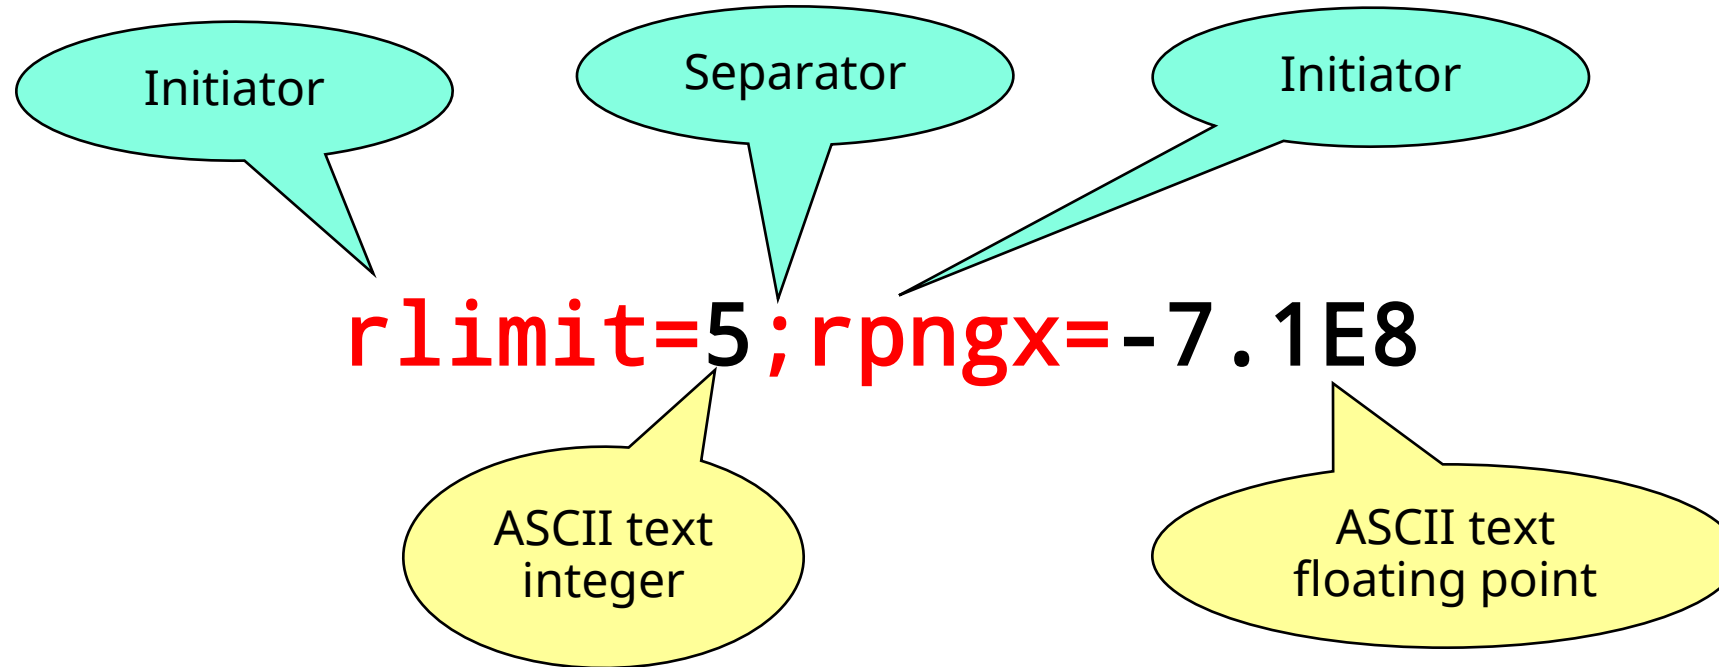 Initiator
Separator
Initiator
rlimit=5;rpngx=-7.1E8
ASCII text
integer
ASCII text
floating point